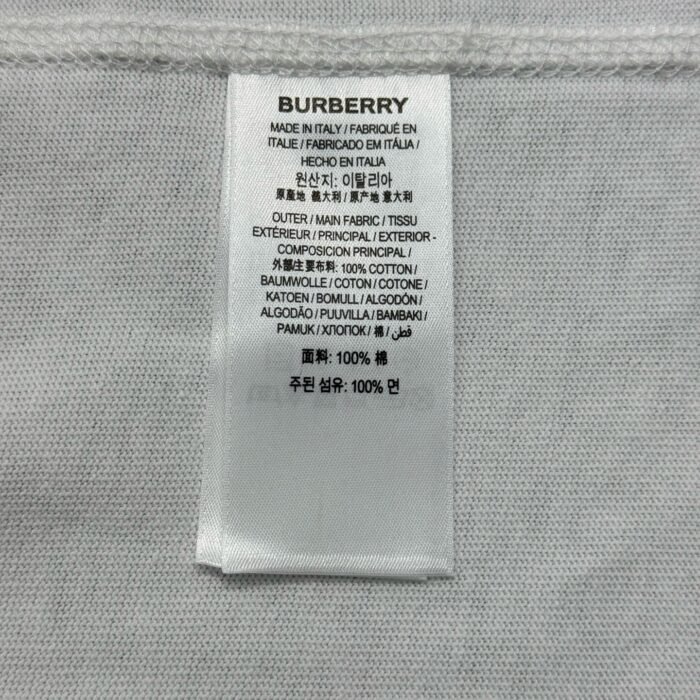 BURBERRY
MADE IN ITALY / FABRIQUÉ EN
ITALIE / FABRICADO EM ITÁLIA /
HECHO EN ITALIA
원산지: 이탈리아
原產地 義大利 / 原产地 意大利
OUTER / MAIN FABRIC / TISSU
EXTÉRIEUR / PRINCIPAL / EXTERIOR -
COMPOSICION PRINCIPAL /
外部/主要布料: 100% COTTON /
BAUMWOLLE / COTON / COTONE /
KATOEN / BOMULL / ALGODÓN /
ALGODÃO / PUUVILLA / BAMBAKI /
PAMUK / ХЛОПОК / 棉 / قطن
面料: 100% 棉
주된 섬유: 100% 면